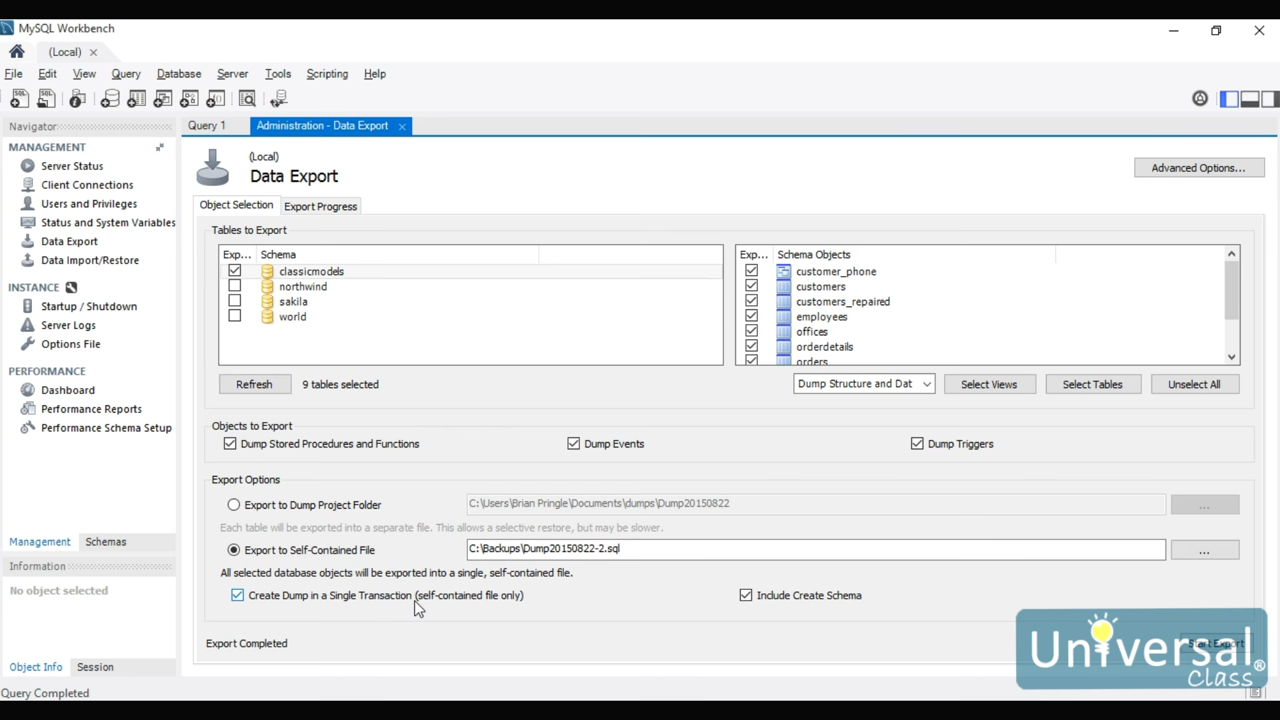 MySQL Workbench
(Local)
File Edit View Query Database Server Tools Scripting Help
Navigator
MANAGEMENT
Server Status
Client Connections
Users and Privileges
Status and System Variables
Data Export
Data Import/Restore
INSTANCE
Startup / Shutdown
Server Logs
Options File
PERFORMANCE
Dashboard
Performance Reports
Performance Schema Setup
Management Schemas
Information
No object selected
Object Info Session
Query Completed
Query 1 Administration - Data Export
(Local)
Data Export
Advanced Options...
Object Selection Export Progress
Tables to Export
Exp... Schema
classicmodels
northwind
sakila
world
Exp... Schema Objects
customer_phone
customers
customers_repaired
employees
offices
orderdetails
orders
Refresh 9 tables selected
Dump Structure and Dat Select Views Select Tables Unselect All
Objects to Export
Dump Stored Procedures and Functions Dump Events Dump Triggers
Export Options
Export to Dump Project Folder C:\Users\Brian Pringle\Documents\dumps\Dump20150822 ...
Each table will be exported into a separate file. This allows a selective restore, but may be slower.
Export to Self-Contained File C:\Backups\Dump20150822-2.sql ...
All selected database objects will be exported into a single, self-contained file.
Create Dump in a Single Transaction (self-contained file only) Include Create Schema
Export Completed
Start Export
Universal®
Class